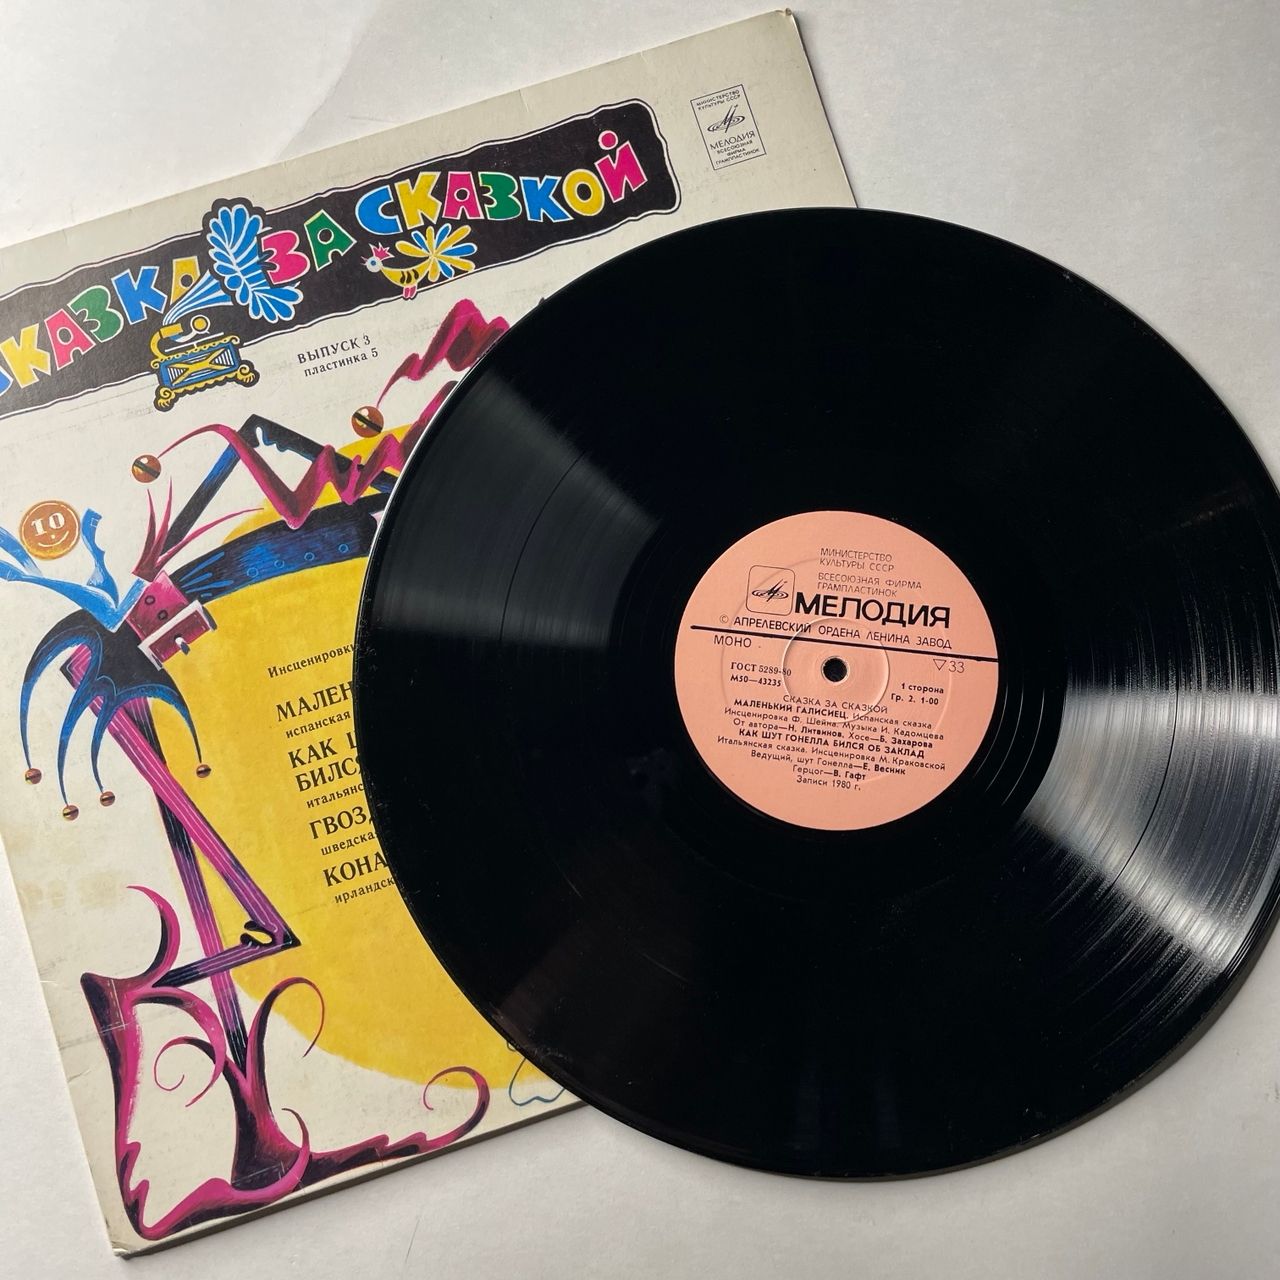 МИНИСТЕРСТВО
КУЛЬТУРЫ СССР
МЕЛОДИЯ
ВСЕСОЮЗНАЯ
ФИРМА
ГРАМПЛАСТИНОК
СКАЗКА ЗА СКАЗКОЙ
ВЫПУСК 3
пластинка 5
10
Инсценировки
МАЛЕН
испанская
КАК Ш
БИЛСЯ
итальянс
ГВОЗД
шведска
КОНА
ирландск
МИНИСТЕРСТВО
КУЛЬТУРЫ СССР
ВСЕСОЮЗНАЯ ФИРМА
ГРАМПЛАСТИНОК
МЕЛОДИЯ
© АПРЕЛЕВСКИЙ ОРДЕНА ЛЕНИНА ЗАВОД
МОНО
▽33
ГОСТ 5289-80
М50—43235
1 сторона
Гр. 2. 1-00
СКАЗКА ЗА СКАЗКОЙ
МАЛЕНЬКИЙ ГАЛИСИЕЦ. Испанская сказка
Инсценировка Ф. Шейна. Музыка И. Кадомцева
От автора—Н. Литвинов, Хосе—Б. Захарова
КАК ШУТ ГОНЕЛЛА БИЛСЯ ОБ ЗАКЛАД
Итальянская сказка. Инсценировка М. Краковской
Ведущий, шут Гонелла—Е. Весник
Герцог—В. Гафт
Записи 1980 г.